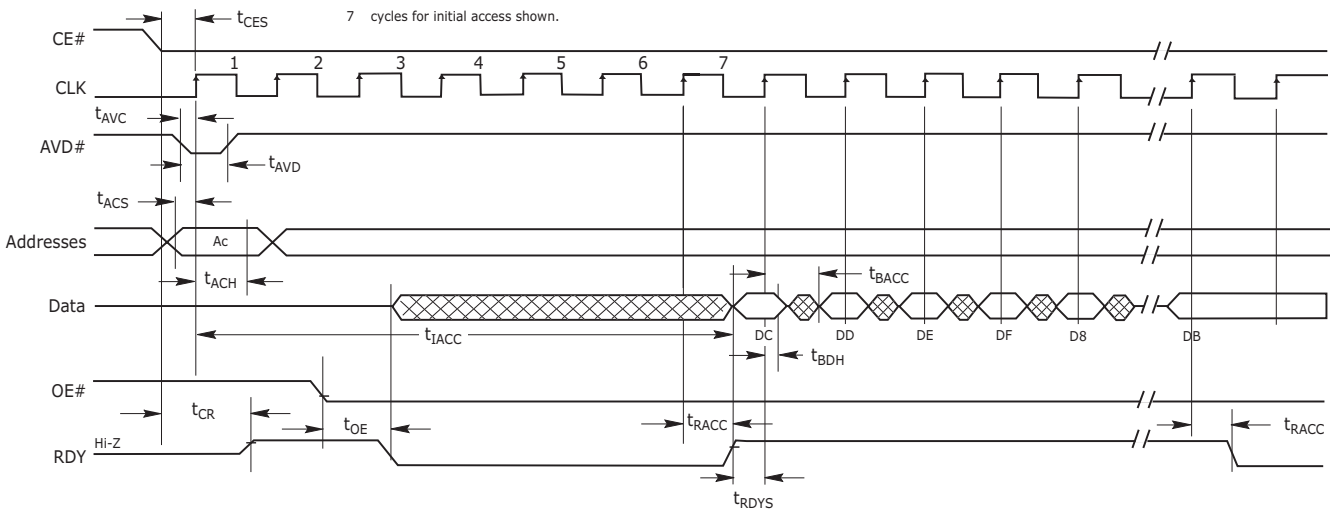 7 cycles for initial access shown.
tCES
CE#
1 2 3 4 5 6 7
CLK
tAVC
AVD#
tAVD
tACS
Addresses
Ac
tACH
tBACC
Data
DC DD DE DF D8 DB
tIACC
tBDH
OE#
tCR
tOE
tRACC
tRACC
Hi-Z
RDY
tRDYS